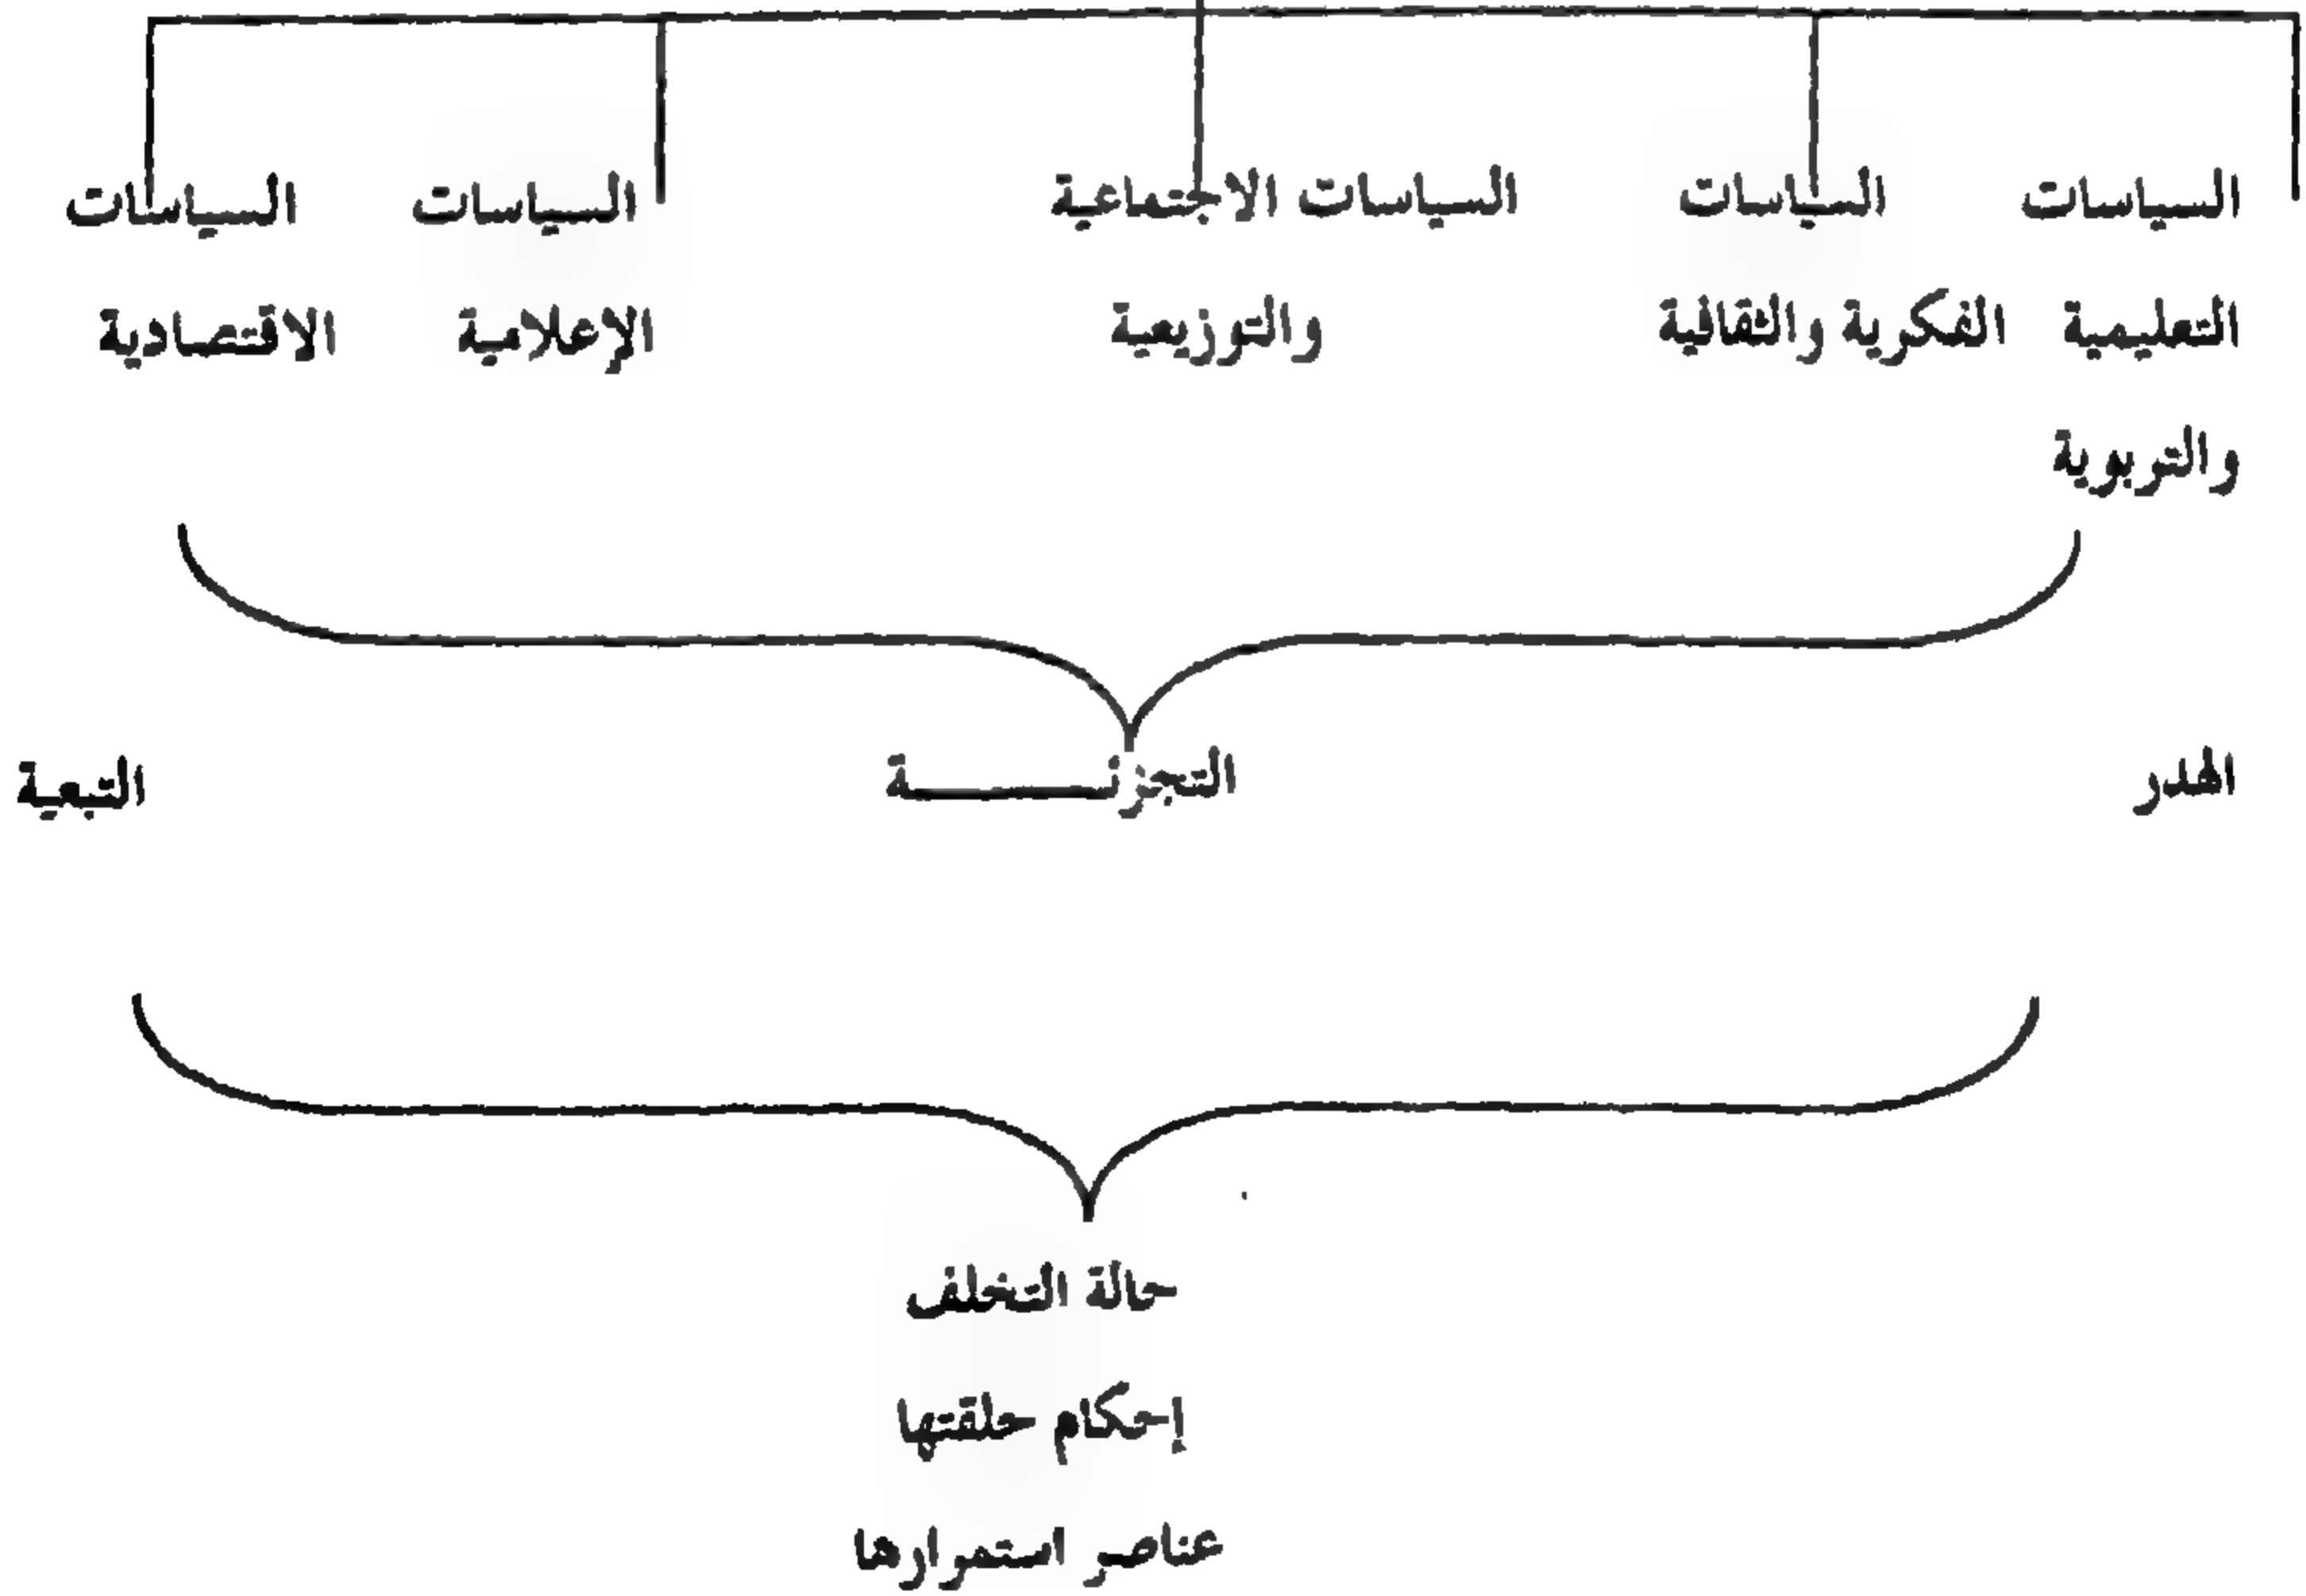 السياسات السياسات السياسات الاجتماعية السياسات السياسات
التعليمية الفكرية والثقافية والتوزيعية الإعلامية الاقتصادية
والتربوية
الهدر التجزئـــــــة التبعية
حالة التخلف
إحكام حلقتها
عناصر استمرارها